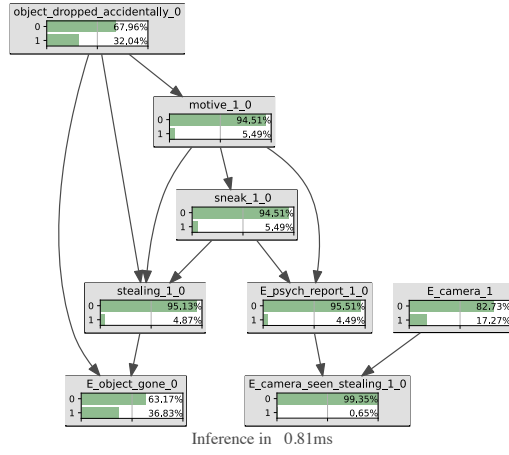 object_dropped_accidentally_0
0 67,96%
1 32,04%
motive_1_0
0 94,51%
1 5,49%
sneak_1_0
0 94,51%
1 5,49%
stealing_1_0
0 95,13%
1 4,87%
E_psych_report_1_0
0 95,51%
1 4,49%
E_camera_1
0 82,73%
1 17,27%
E_object_gone_0
0 63,17%
1 36,83%
E_camera_seen_stealing_1_0
0 99,35%
1 0,65%
Inference in 0.81ms